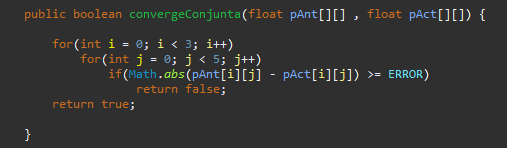 public boolean convergeConjunta(float pAnt[][] , float pAct[][]) {
for(int i = 0; i < 3; i++)
for(int j = 0; j < 5; j++)
if(Math.abs(pAnt[i][j] - pAct[i][j]) >= ERROR)
return false;
return true;
}